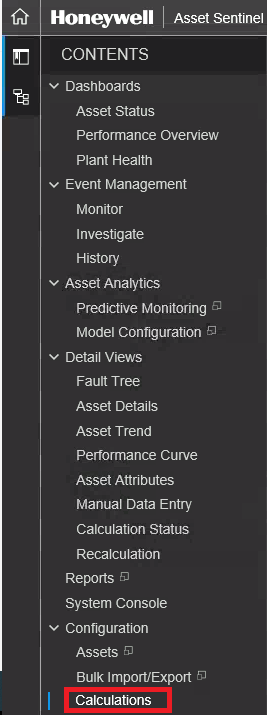 Honeywell | Asset Sentinel
CONTENTS
Dashboards
Asset Status
Performance Overview
Plant Health
Event Management
Monitor
Investigate
History
Asset Analytics
Predictive Monitoring
Model Configuration
Detail Views
Fault Tree
Asset Details
Asset Trend
Performance Curve
Asset Attributes
Manual Data Entry
Calculation Status
Recalculation
Reports
System Console
Configuration
Assets
Bulk Import/Export
Calculations